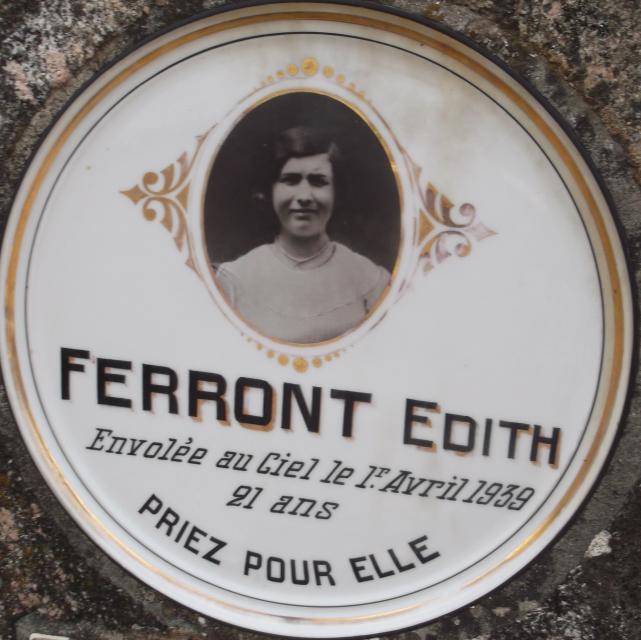 FERRONT EDITH
Envolée au Ciel le 1er Avril 1939
21 ans
PRIEZ POUR ELLE